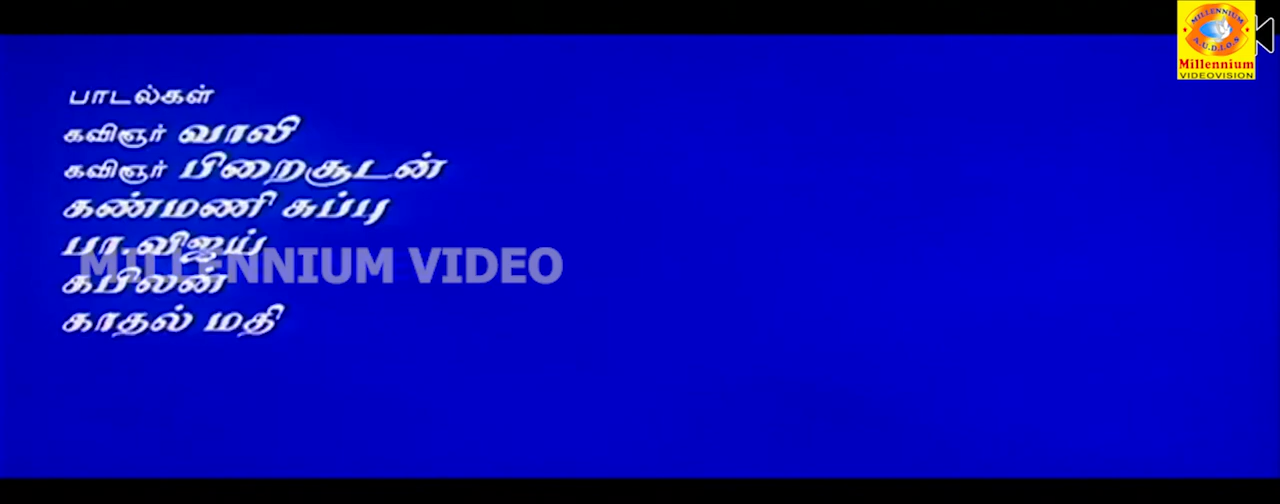 பாடல்கள்
கவிஞர் வாலி
கவிஞர் பிறைசூடன்
கண்மணி சுப்பு
பா.விஜய்
கபிலன்
காதல் மதி
MILLENNIUM VIDEO
MILLENNIUM
A.U.D.I.O.S
Millennium
VIDEOVISION